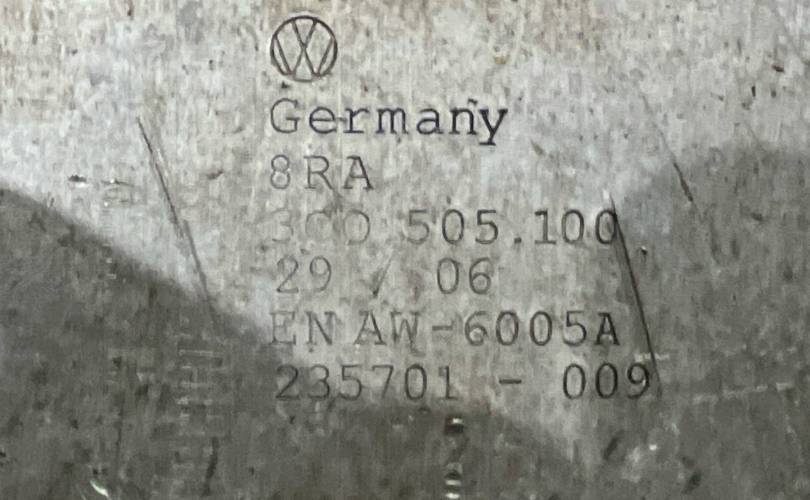 Germany
8RA
3C0 505.100
29 / 06
EN AW-6005A
235701 - 009